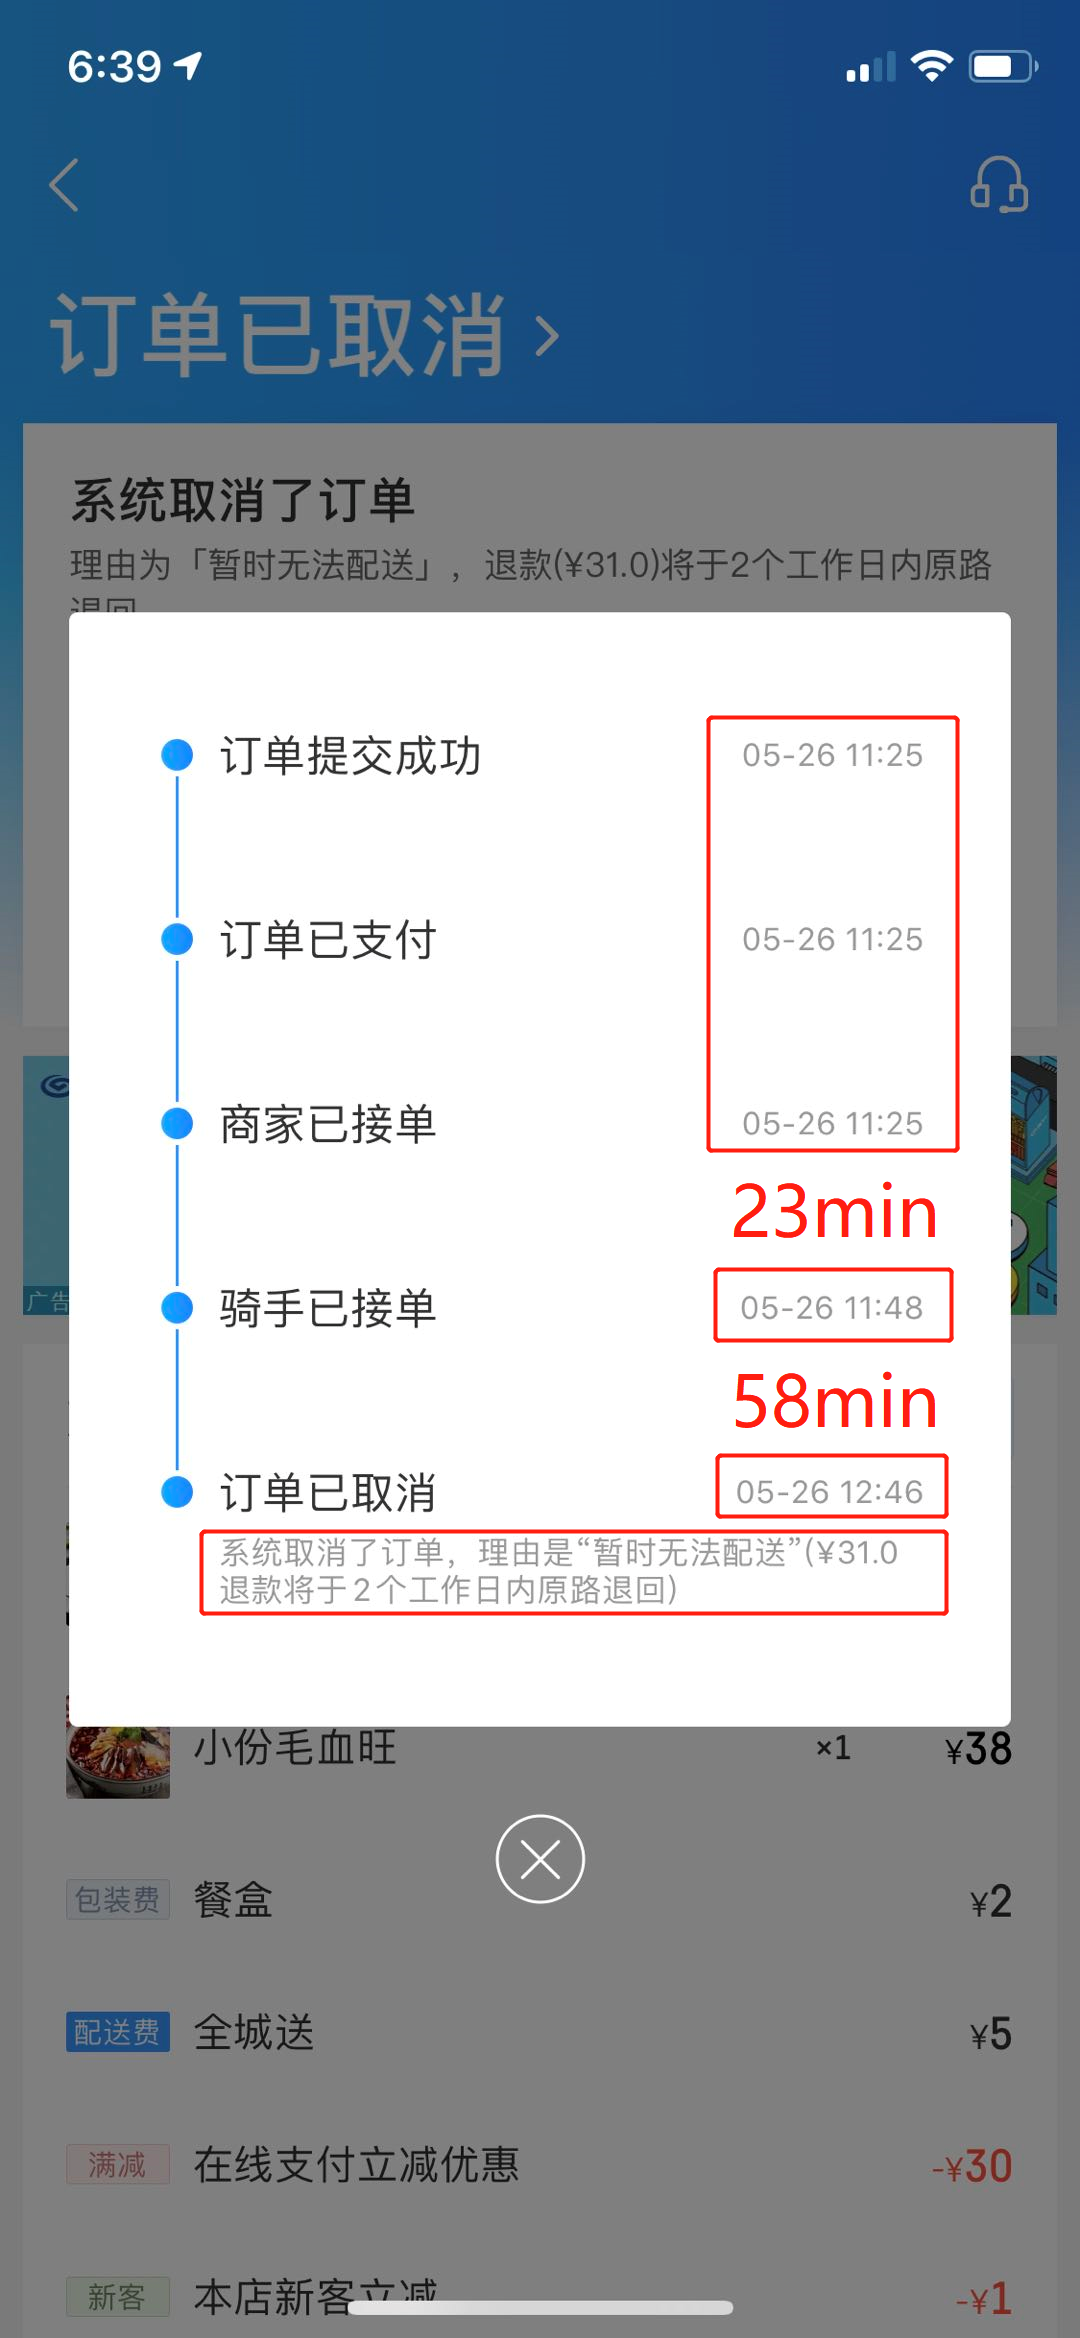 6:39
订单已取消
系统取消了订单
理由为「暂时无法配送」，退款(¥31.0)将于2个工作日内原路
退回
订单提交成功 05-26 11:25
订单已支付 05-26 11:25
商家已接单 05-26 11:25
23min
广告
骑手已接单 05-26 11:48
58min
订单已取消 05-26 12:46
系统取消了订单，理由是“暂时无法配送”(¥31.0
退款将于2个工作日内原路退回)
小份毛血旺 ×1 ¥38
包装费 餐盒 ¥2
配送费 全城送 ¥5
满减 在线支付立减优惠 -¥30
新客 本店新客立减 -¥1